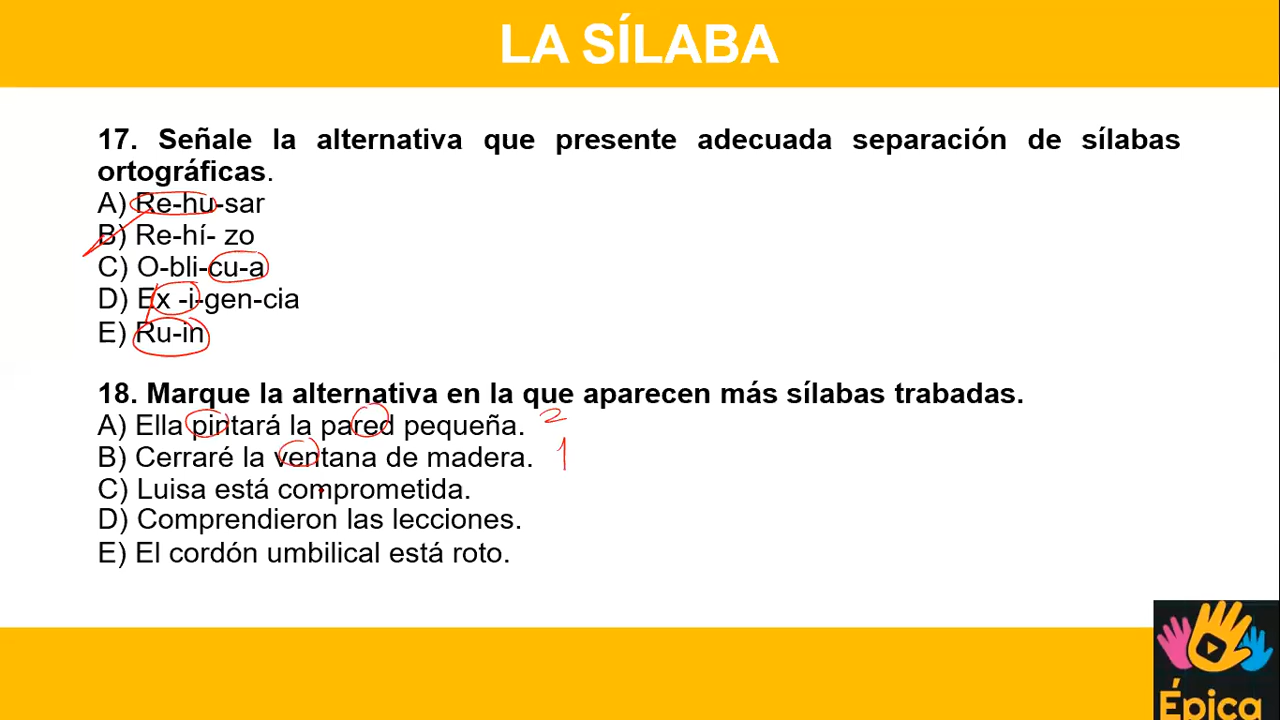 LA SÍLABA
17. Señale la alternativa que presente adecuada separación de sílabas
ortográficas.
A) Re-hu-sar
B) Re-hí- zo
C) O-bli-cu-a
D) Ex -i-gen-cia
E) Ru-in
18. Marque la alternativa en la que aparecen más sílabas trabadas.
A) Ella pintará la pared pequeña. 2
B) Cerraré la ventana de madera. 1
C) Luisa está comprometida.
D) Comprendieron las lecciones.
E) El cordón umbilical está roto.
Épica